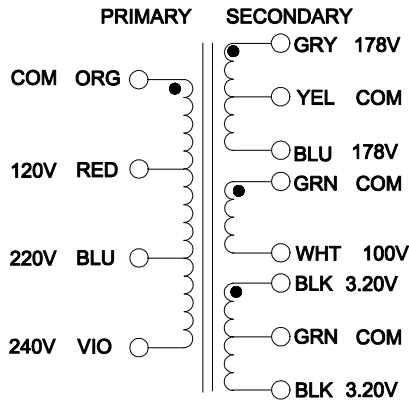 PRIMARY SECONDARY
GRY 178V
COM ORG
YEL COM
BLU 178V
120V RED
GRN COM
WHT 100V
220V BLU
BLK 3.20V
GRN COM
240V VIO
BLK 3.20V